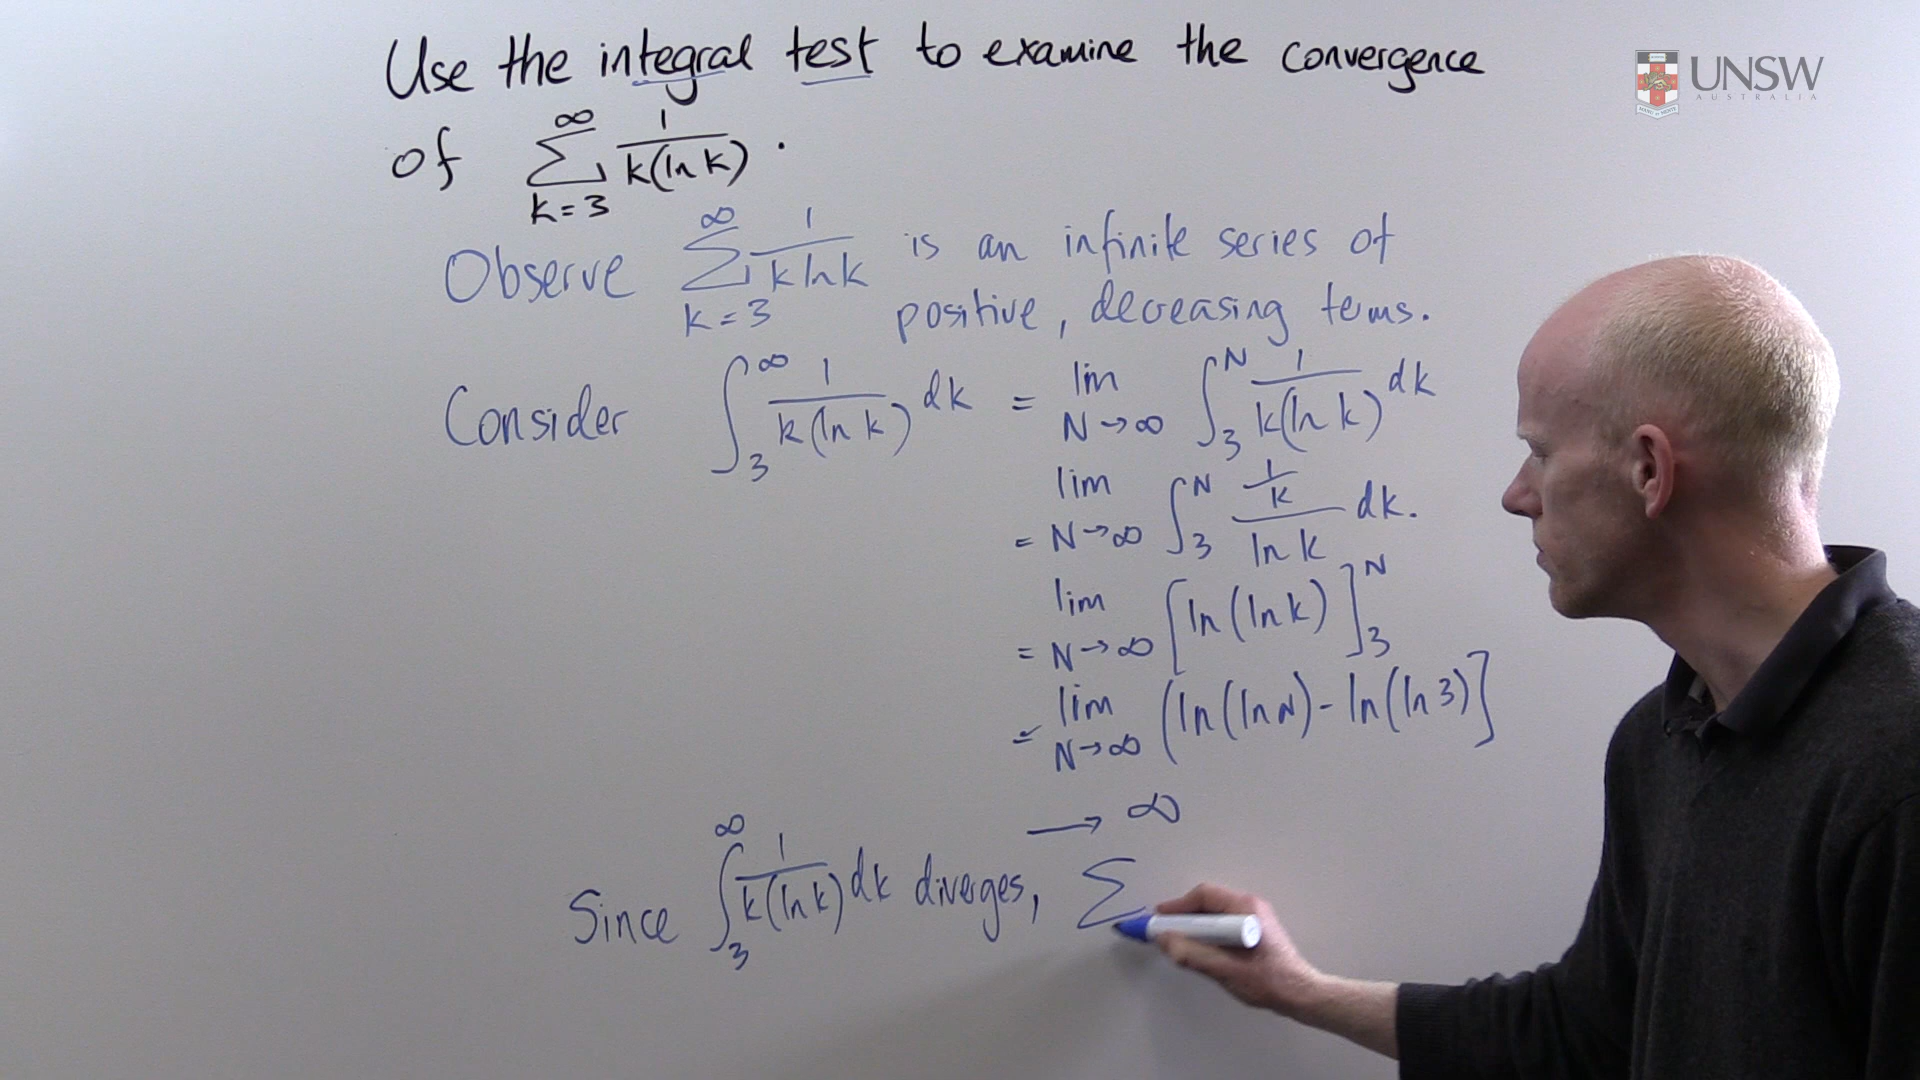 Use the integral test to examine the convergence
of ∑_{k=3}^{∞} 1/(k(ln k)).
Observe ∑_{k=3}^{∞} 1/(k ln k) is an infinite series of
positive, decreasing terms.
Consider ∫_3^∞ 1/(k(ln k)) dk = lim_{N→∞} ∫_3^N 1/(k(ln k)) dk
= lim_{N→∞} ∫_3^N (1/k)/(ln k) dk.
= lim_{N→∞} [ln(ln k)]_3^N
= lim_{N→∞} (ln(ln N) - ln(ln 3)]
→ ∞
Since ∫_3^∞ 1/(k(ln k)) dk diverges, ∑
UNSW
AUSTRALIA